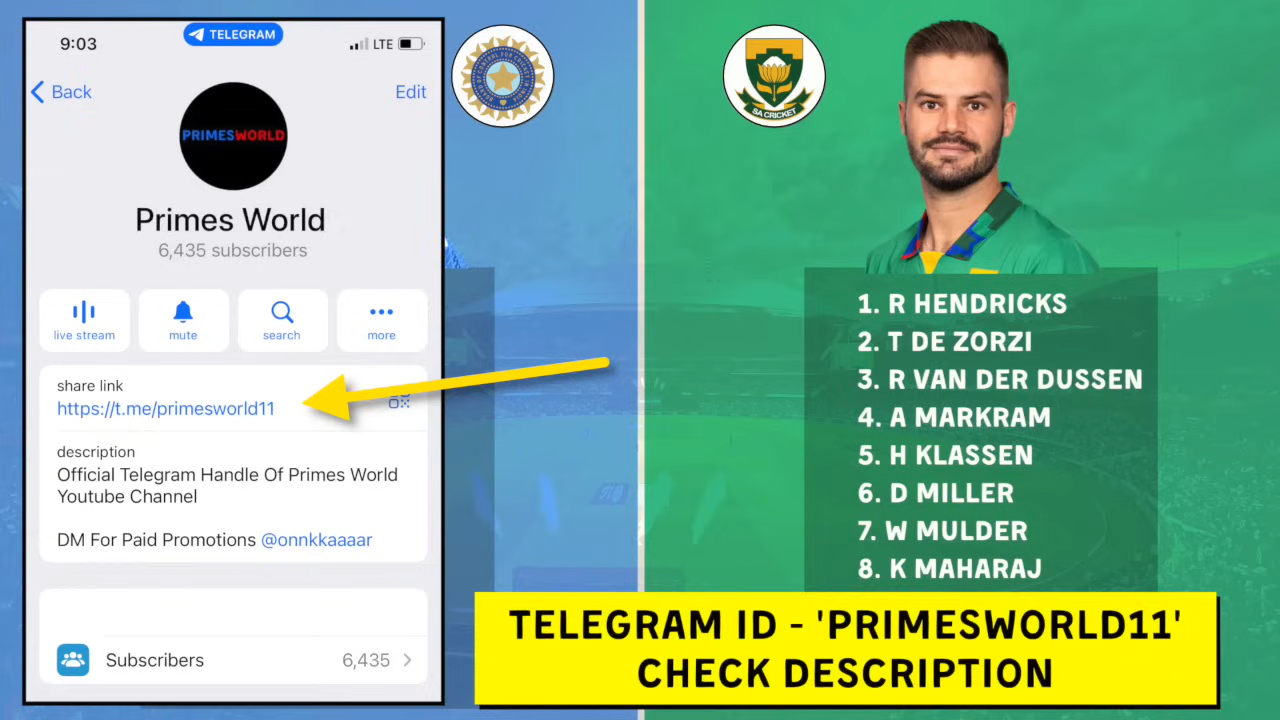 9:03
TELEGRAM
LTE
Back
Edit
PRIMESWORLD
Primes World
6,435 subscribers
live stream
mute
search
more
share link
https://t.me/primesworld11
description
Official Telegram Handle Of Primes World
Youtube Channel
DM For Paid Promotions @onnkkaaaar
Subscribers
6,435
SA CRICKET
1. R HENDRICKS
2. T DE ZORZI
3. R VAN DER DUSSEN
4. A MARKRAM
5. H KLASSEN
6. D MILLER
7. W MULDER
8. K MAHARAJ
TELEGRAM ID - 'PRIMESWORLD11'
CHECK DESCRIPTION